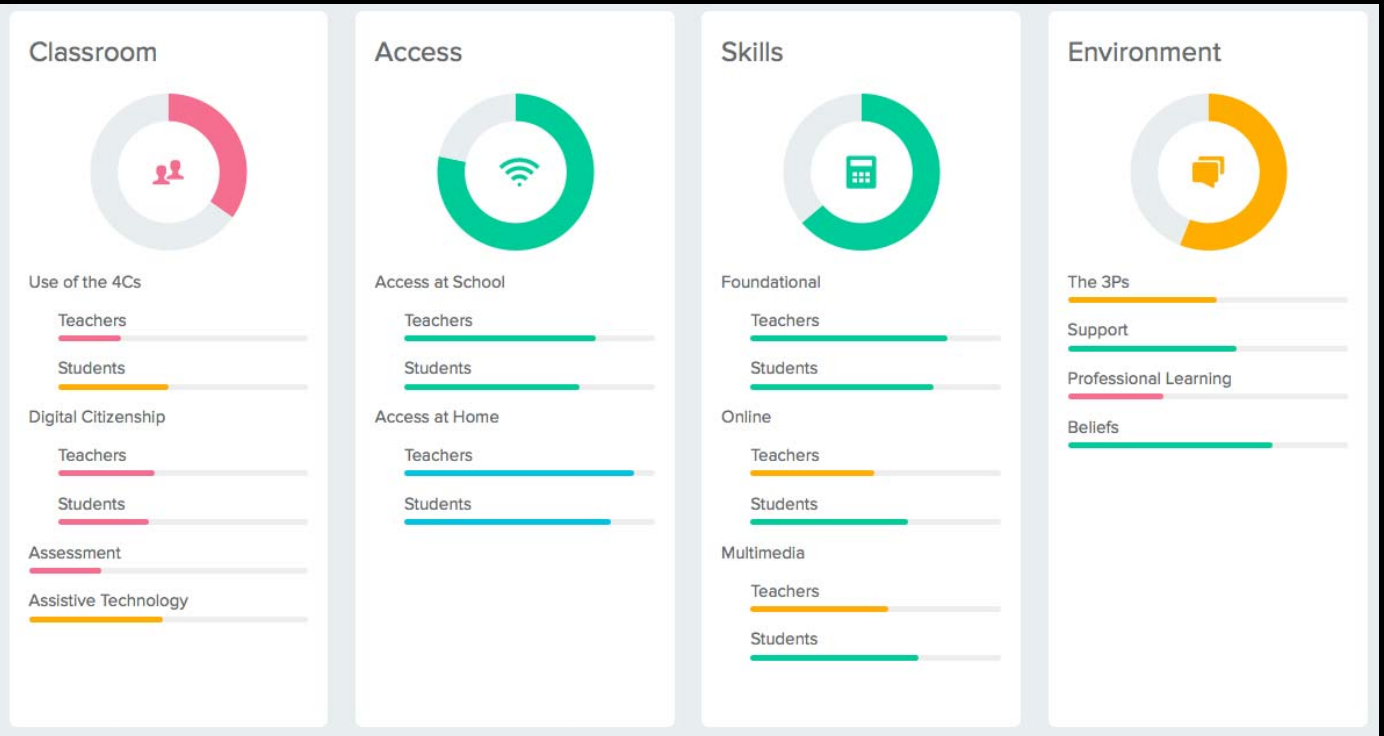 Classroom
Use of the 4Cs
Teachers
Students
Digital Citizenship
Teachers
Students
Assessment
Assistive Technology
Access
Access at School
Teachers
Students
Access at Home
Teachers
Students
Skills
Foundational
Teachers
Students
Online
Teachers
Students
Multimedia
Teachers
Students
Environment
The 3Ps
Support
Professional Learning
Beliefs